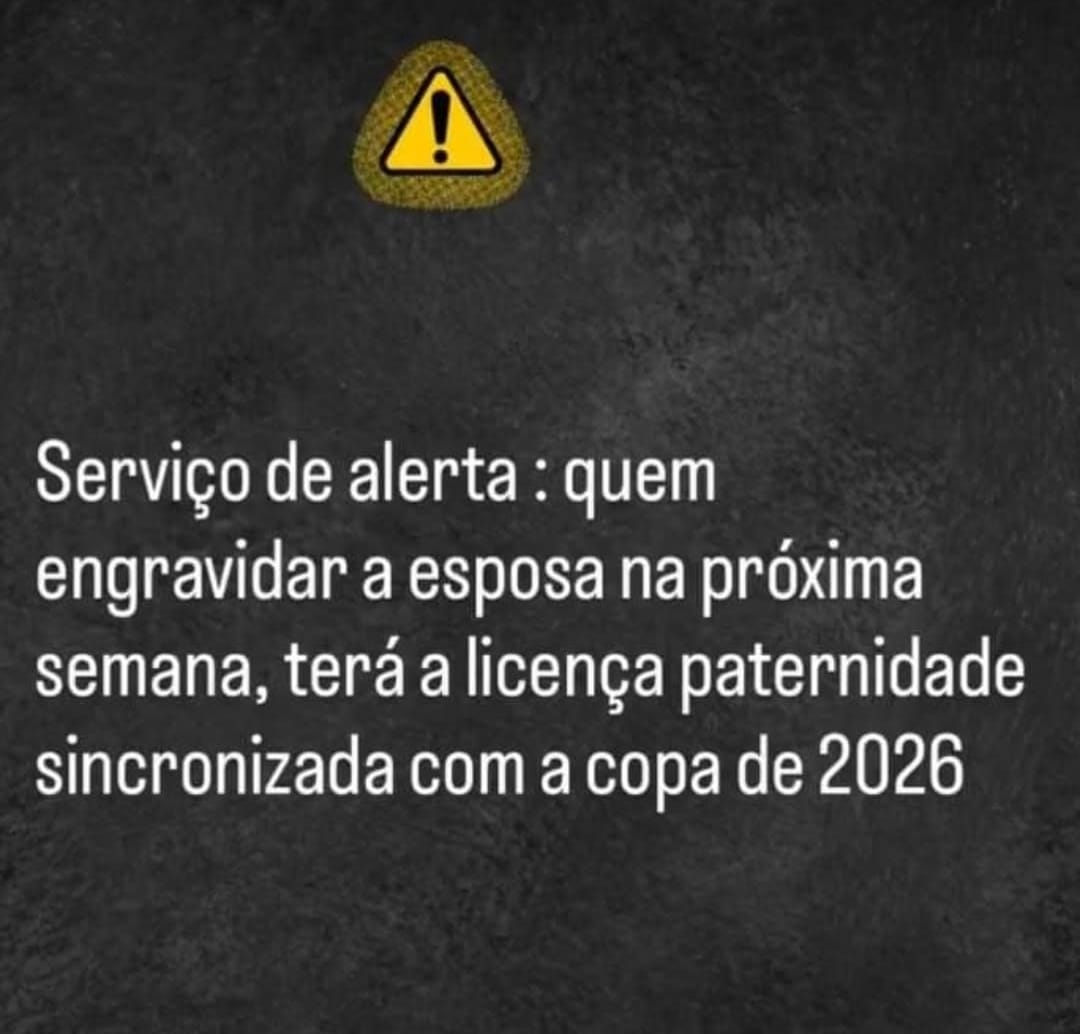 Serviço de alerta : quem
engravidar a esposa na próxima
semana, terá a licença paternidade
sincronizada com a copa de 2026